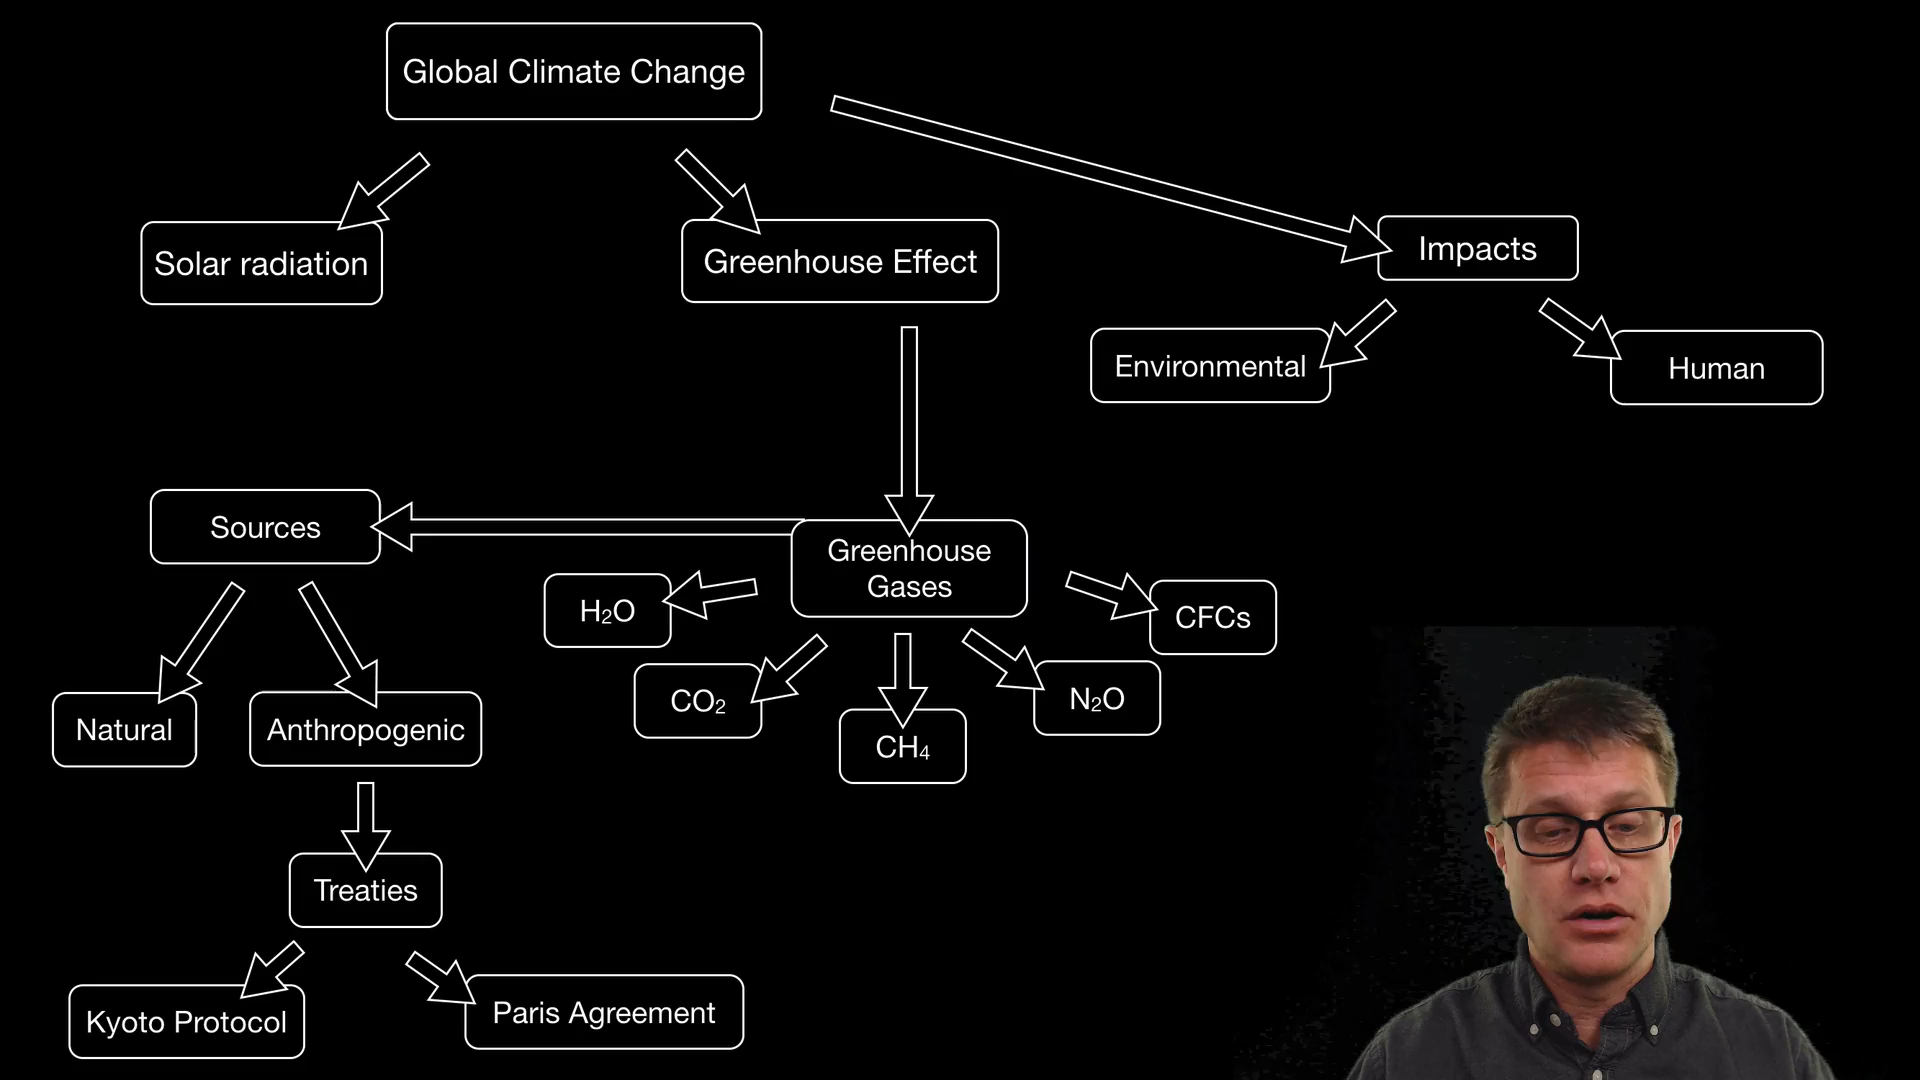 Global Climate Change
Solar radiation
Greenhouse Effect
Impacts
Environmental
Human
Sources
Greenhouse
Gases
H₂O
CFCs
CO₂
CH₄
N₂O
Natural
Anthropogenic
Treaties
Kyoto Protocol
Paris Agreement